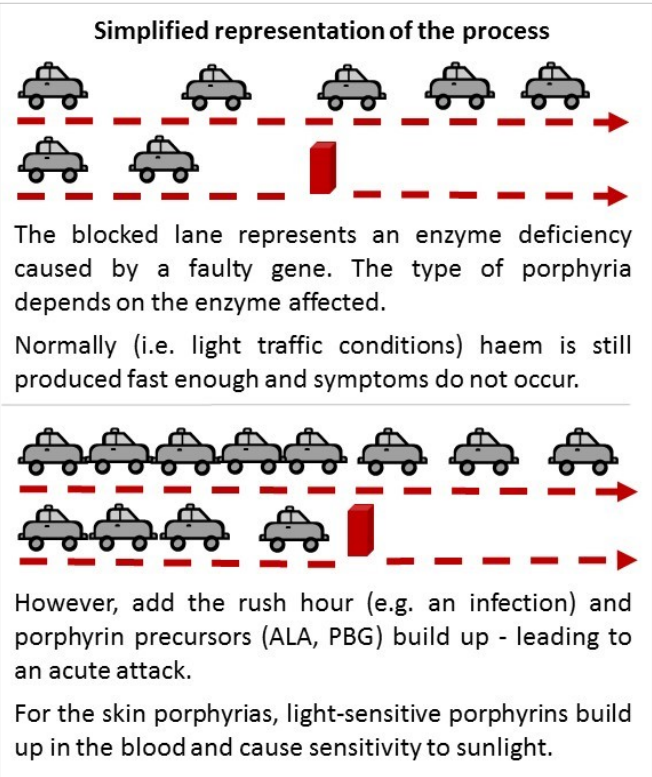 Simplified representation of the process
The blocked lane represents an enzyme deficiency
caused by a faulty gene. The type of porphyria
depends on the enzyme affected.
Normally (i.e. light traffic conditions) haem is still
produced fast enough and symptoms do not occur.
However, add the rush hour (e.g. an infection) and
porphyrin precursors (ALA, PBG) build up - leading to
an acute attack.
For the skin porphyrias, light-sensitive porphyrins build
up in the blood and cause sensitivity to sunlight.